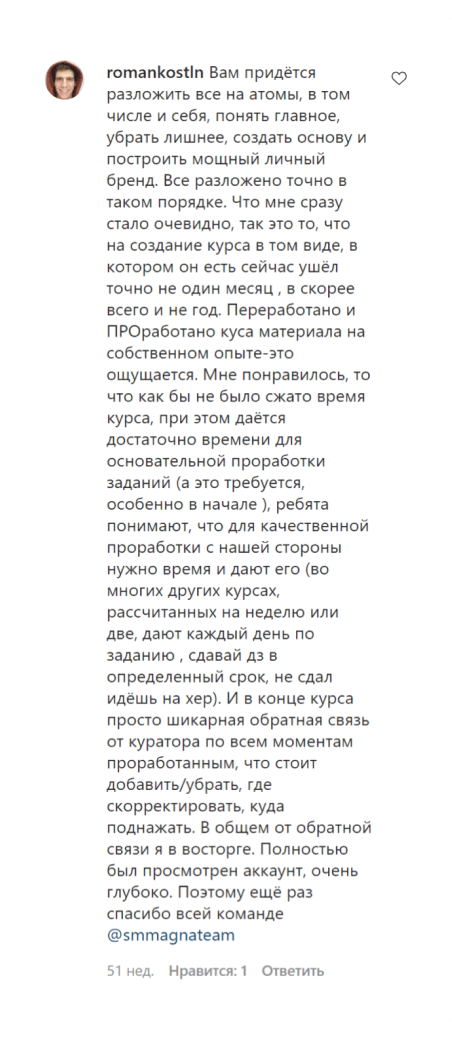 romankostln Вам придётся
разложить все на атомы, в том
числе и себя, понять главное,
убрать лишнее, создать основу и
построить мощный личный
бренд. Все разложено точно в
таком порядке. Что мне сразу
стало очевидно, так это то, что
на создание курса в том виде, в
котором он есть сейчас ушёл
точно не один месяц , в скорее
всего и не год. Переработано и
ПРОработано куса материала на
собственном опыте-это
ощущается. Мне понравилось, то
что как бы не было сжато время
курса, при этом даётся
достаточно времени для
основательной проработки
заданий (а это требуется,
особенно в начале ), ребята
понимают, что для качественной
проработки с нашей стороны
нужно время и дают его (во
многих других курсах,
рассчитанных на неделю или
две, дают каждый день по
заданию , сдавай дз в
определенный срок, не сдал
идёшь на хер). И в конце курса
просто шикарная обратная связь
от куратора по всем моментам
проработанным, что стоит
добавить/убрать, где
скорректировать, куда
поднажать. В общем от обратной
связи я в восторге. Полностью
был просмотрен аккаунт, очень
глубоко. Поэтому ещё раз
спасибо всей команде
@smmagnateam
51 нед. Нравится: 1 Ответить